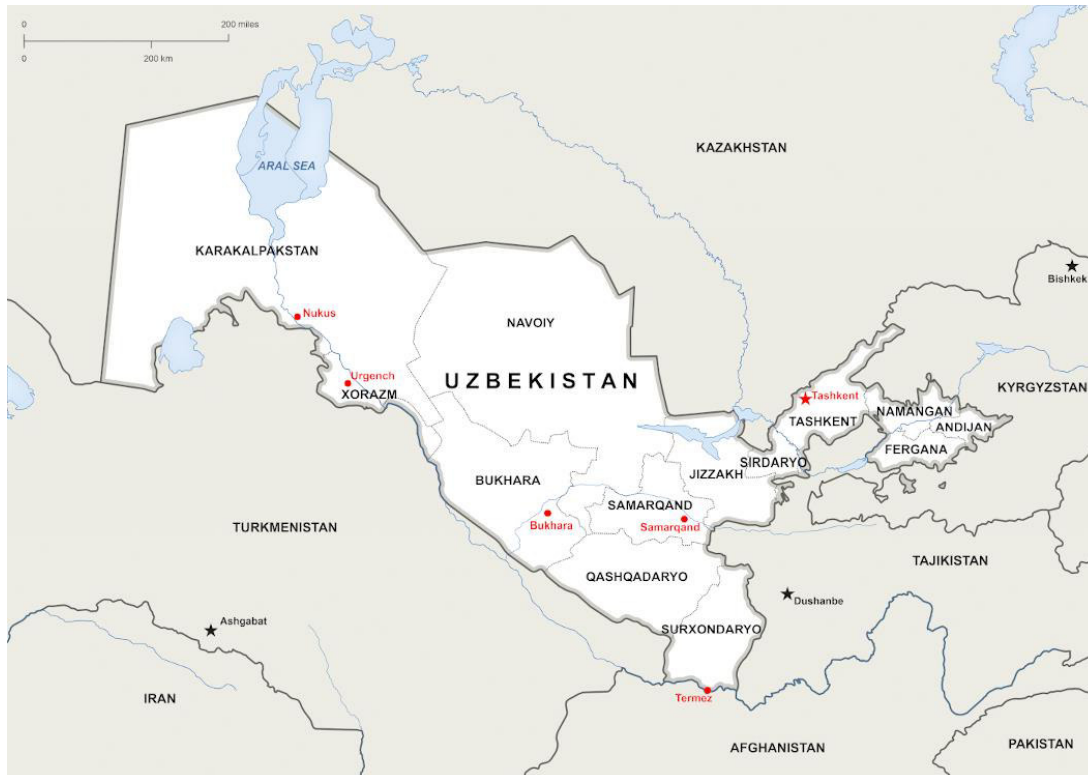 0 200 miles
0 200 km
KAZAKHSTAN
ARAL SEA
KARAKALPAKSTAN
Bishkek
Nukus
NAVOIY
Urgench
XORAZM
UZBEKISTAN
KYRGYZSTAN
Tashkent
TASHKENT
NAMANGAN
ANDIJAN
FERGANA
SIRDARYO
JIZZAKH
BUKHARA
SAMARQAND
Bukhara
Samarqand
TURKMENISTAN
TAJIKISTAN
QASHQADARYO
Dushanbe
Ashgabat
SURXONDARYO
IRAN
Termez
AFGHANISTAN
PAKISTAN